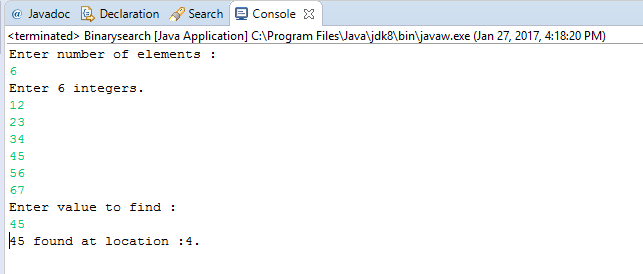 @ Javadoc Declaration Search Console
<terminated> Binarysearch [Java Application] C:\Program Files\Java\jdk8\bin\javaw.exe (Jan 27, 2017, 4:18:20 PM)
Enter number of elements :
6
Enter 6 integers.
12
23
34
45
56
67
Enter value to find :
45
45 found at location :4.